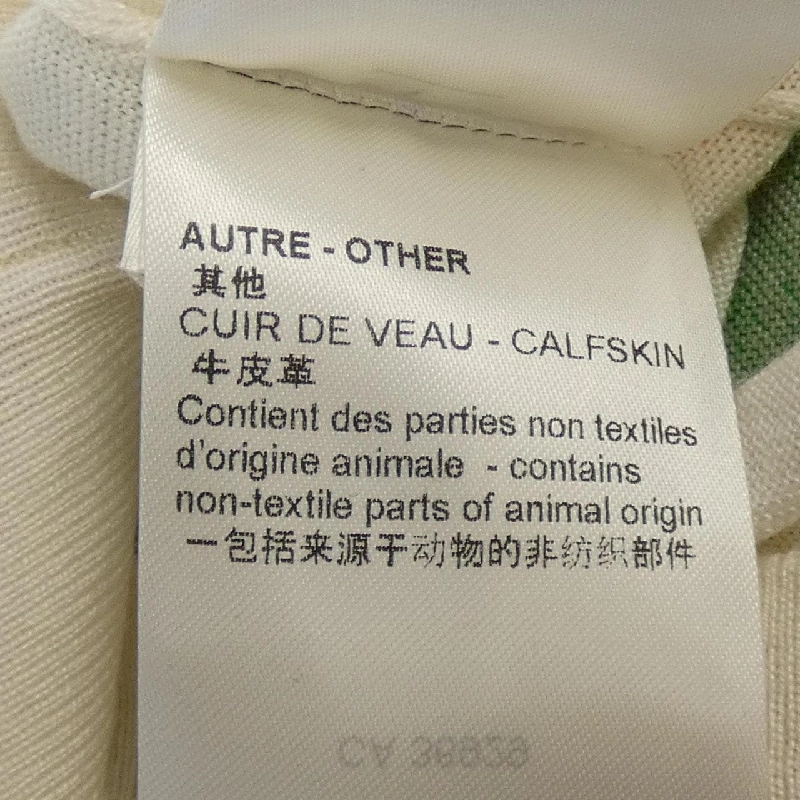 AUTRE - OTHER
其他
CUIR DE VEAU - CALFSKIN
牛皮革
Contient des parties non textiles
d'origine animale - contains
non-textile parts of animal origin
一包括来源于动物的非纺织部件
CA 36929